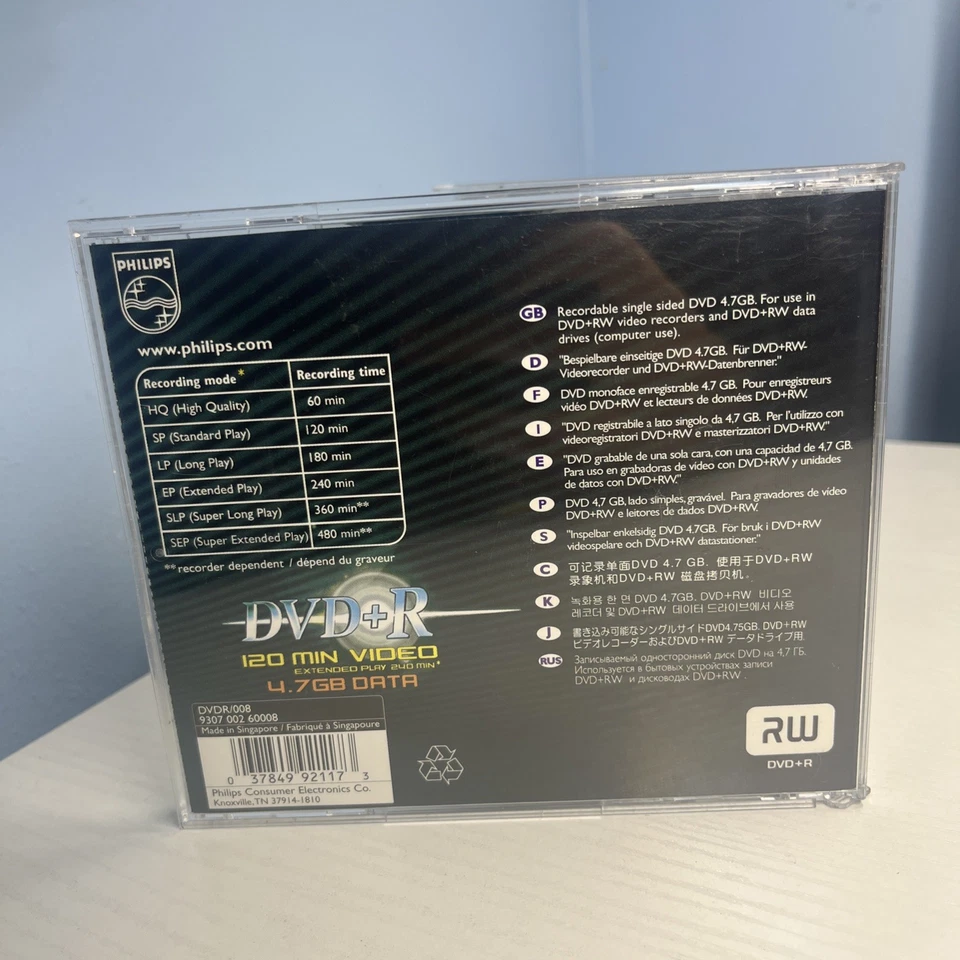 PHILIPS
www.philips.com
Recording mode* Recording time
HQ (High Quality) 60 min
SP (Standard Play) 120 min
LP (Long Play) 180 min
EP (Extended Play) 240 min
SLP (Super Long Play) 360 min**
SEP (Super Extended Play) 480 min**
**recorder dependent / dépend du graveur
DVD+R
120 MIN VIDEO
EXTENDED PLAY 240 MIN*
4.7GB DATA
DVDR/008
9307 002 60008
Made in Singapore / Fabriqué à Singapoure
0 37849 92117 3
Philips Consumer Electronics Co.
Knoxville, TN 37914-1810
GB Recordable single sided DVD 4.7GB. For use in
DVD+RW video recorders and DVD+RW data
drives (computer use).
D "Bespielbare einseitige DVD 4.7GB. Für DVD+RW-
Videorecorder und DVD+RW-Datenbrenner."
F DVD monoface enregistrable 4.7 GB. Pour enregistreurs
vidéo DVD+RW et lecteurs de données DVD+RW.
I "DVD registrabile a lato singolo da 4,7 GB. Per l'utilizzo con
videoregistratori DVD+RW e masterizzatori DVD+RW."
E "DVD grabable de una sola cara, con una capacidad de 4,7 GB.
Para uso en grabadoras de vídeo con DVD+RW y unidades
de datos con DVD+RW."
P DVD 4,7 GB, lado simples, gravável. Para gravadores de vídeo
DVD+RW e leitores de dados DVD+RW.
S "Inspelbar enkelsidig DVD 4.7GB. För bruk i DVD+RW
videospelare och DVD+RW datastationer."
C 可记录单面DVD 4.7 GB. 使用于DVD+RW
录象机和DVD+RW 磁盘拷贝机。
K 녹화용 한 면 DVD 4.7GB. DVD+RW 비디오
레코더 및 DVD+RW 데이터 드라이브에서 사용
J 書き込み可能なシングルサイドDVD4.75GB. DVD+RW
ビデオレコーダーおよびDVD+RW データドライブ用
RUS Записываемый односторонний диск DVD на 4,7 ГБ.
Используется в бытовых устройствах записи
DVD+RW и дисководах DVD+RW .
RW
DVD+R